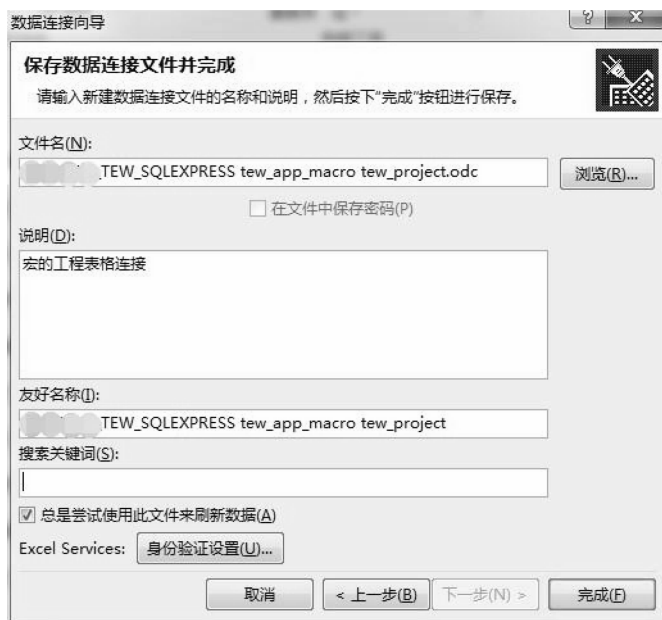 数据连接向导
保存数据连接文件并完成
请输入新建数据连接文件的名称和说明，然后按下"完成"按钮进行保存。
文件名(N):
_TEW_SQLEXPRESS tew_app_macro tew_project.odc
浏览(R)...
在文件中保存密码(P)
说明(D):
宏的工程表格连接
友好名称(I):
TEW_SQLEXPRESS tew_app_macro tew_project
搜索关键词(S):
总是尝试使用此文件来刷新数据(A)
Excel Services: 身份验证设置(U)...
取消 < 上一步(B) 下一步(N) > 完成(F)